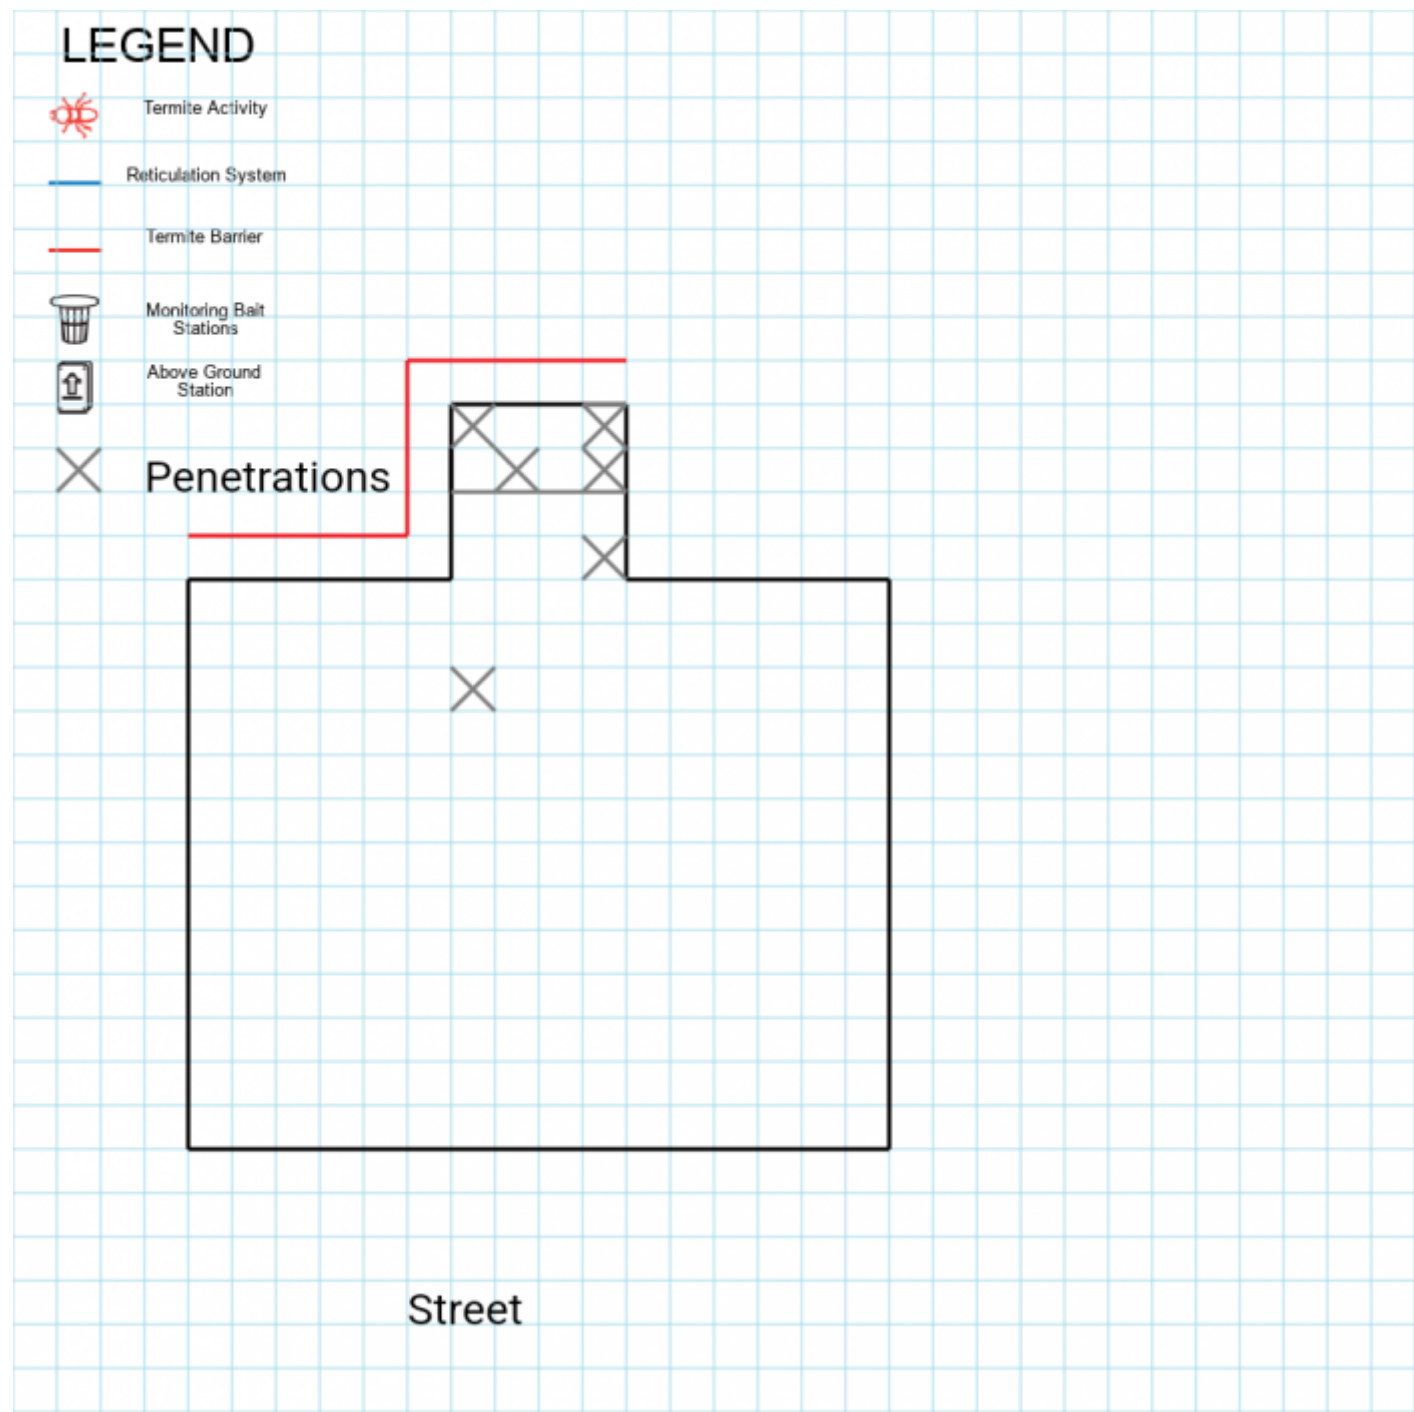 LEGEND
Termite Activity
Reticulation System
Termite Barrier
Monitoring Bait
Stations
Above Ground
Station
Penetrations
Street